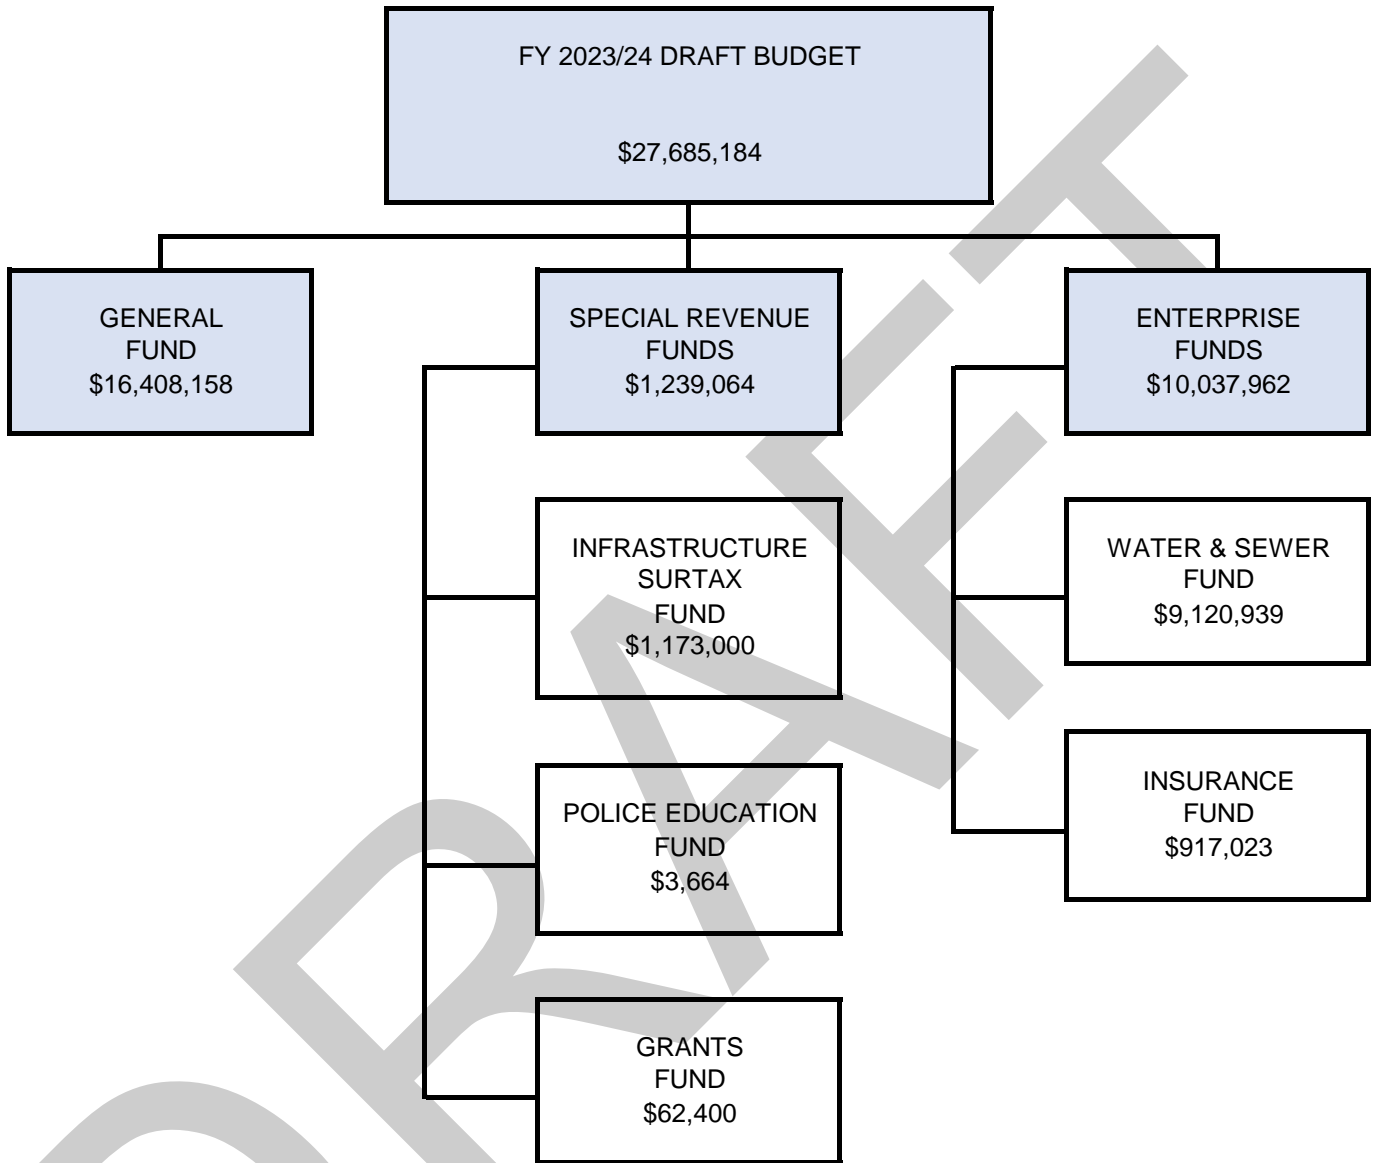 FY 2023/24 DRAFT BUDGET
$27,685,184
GENERAL
FUND
$16,408,158
SPECIAL REVENUE
FUNDS
$1,239,064
ENTERPRISE
FUNDS
$10,037,962
INFRASTRUCTURE
SURTAX
FUND
$1,173,000
WATER & SEWER
FUND
$9,120,939
POLICE EDUCATION
FUND
$3,664
INSURANCE
FUND
$917,023
GRANTS
FUND
$62,400
DRAFT